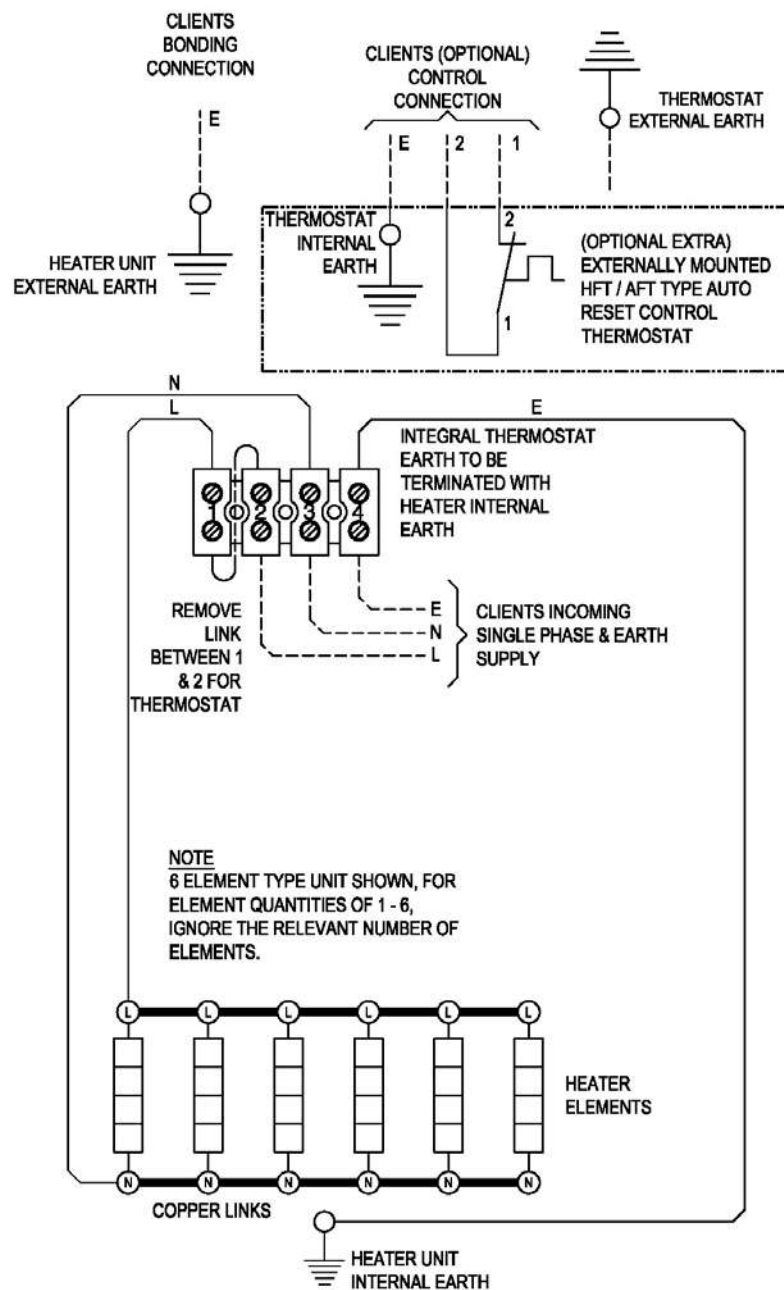 CLIENTS
BONDING
CONNECTION
E
HEATER UNIT
EXTERNAL EARTH
CLIENTS (OPTIONAL)
CONTROL
CONNECTION
E 2 1
THERMOSTAT
EXTERNAL EARTH
THERMOSTAT
INTERNAL
EARTH
2
1
(OPTIONAL EXTRA)
EXTERNALLY MOUNTED
HFT / AFT TYPE AUTO
RESET CONTROL
THERMOSTAT
N
L
E
1 2 3 4
INTEGRAL THERMOSTAT
EARTH TO BE
TERMINATED WITH
HEATER INTERNAL
EARTH
REMOVE
LINK
BETWEEN 1
& 2 FOR
THERMOSTAT
E
N
L
CLIENTS INCOMING
SINGLE PHASE & EARTH
SUPPLY
NOTE
6 ELEMENT TYPE UNIT SHOWN, FOR
ELEMENT QUANTITIES OF 1 - 6,
IGNORE THE RELEVANT NUMBER OF
ELEMENTS.
L L L L L L
HEATER
ELEMENTS
N N N N N N
COPPER LINKS
HEATER UNIT
INTERNAL EARTH